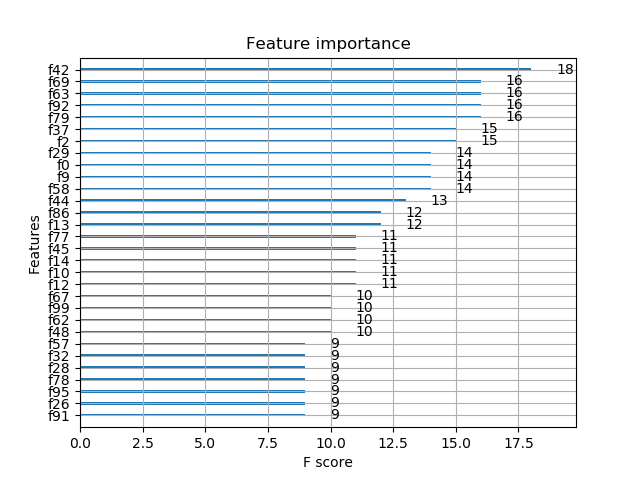 Feature importance
f42 18
f69 16
f63 16
f92 16
f79 16
f37 15
f2 15
f29 14
f0 14
f9 14
f58 14
f44 13
f86 12
f13 12
f77 11
f45 11
f14 11
f10 11
f12 11
f67 10
f99 10
f62 10
f48 10
f57 9
f32 9
f28 9
f78 9
f95 9
f26 9
f91 9
Features
0.0 2.5 5.0 7.5 10.0 12.5 15.0 17.5
F score